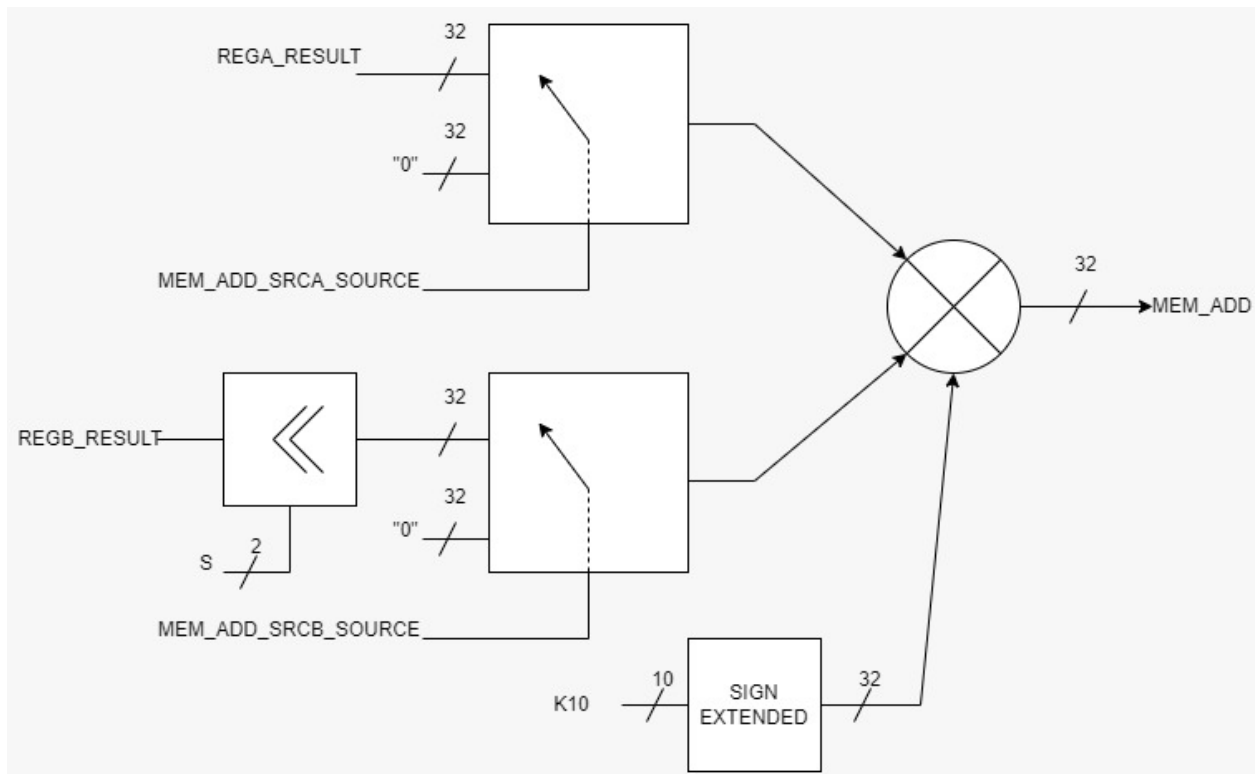 32
REGA_RESULT
32
"0"
MEM_ADD_SRCA_SOURCE
32
MEM_ADD
32
REGB_RESULT
32
"0"
2
S
MEM_ADD_SRCB_SOURCE
10
K10
SIGN
EXTENDED
32